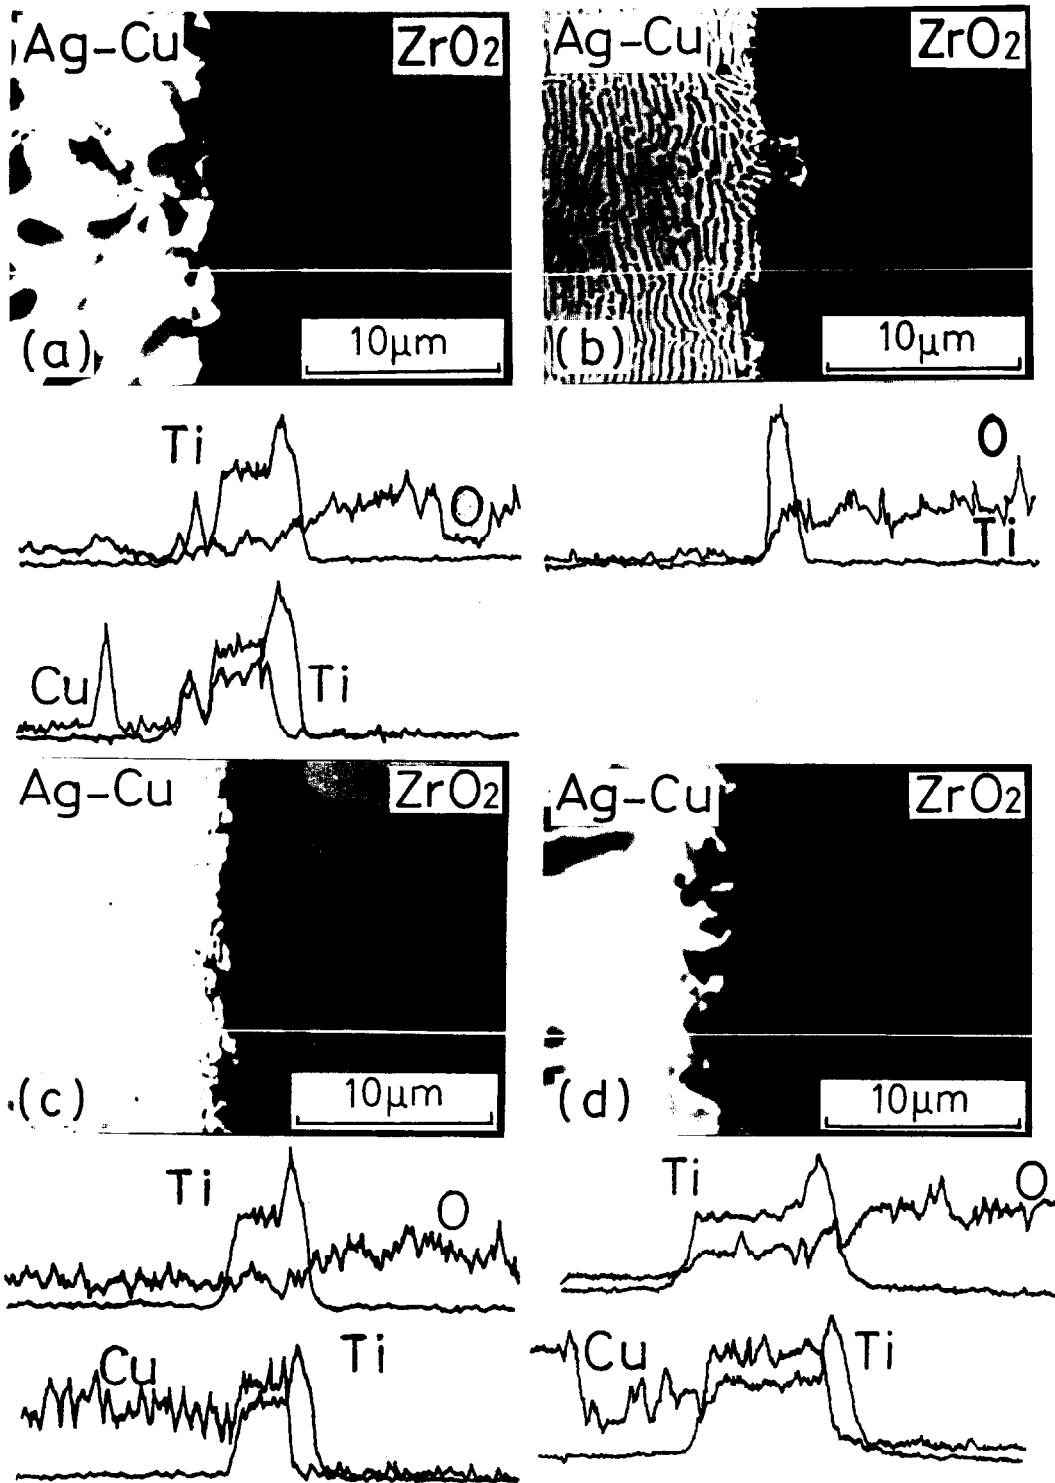 Ag–Cu
ZrO2
(a)
10µm
Ag–Cu
ZrO2
(b)
10µm
Ti
O
Cu
Ti
O
Ti
Ag–Cu
ZrO2
(c)
10µm
Ag–Cu
ZrO2
(d)
10µm
Ti
O
Cu
Ti
Ti
O
Cu
Ti